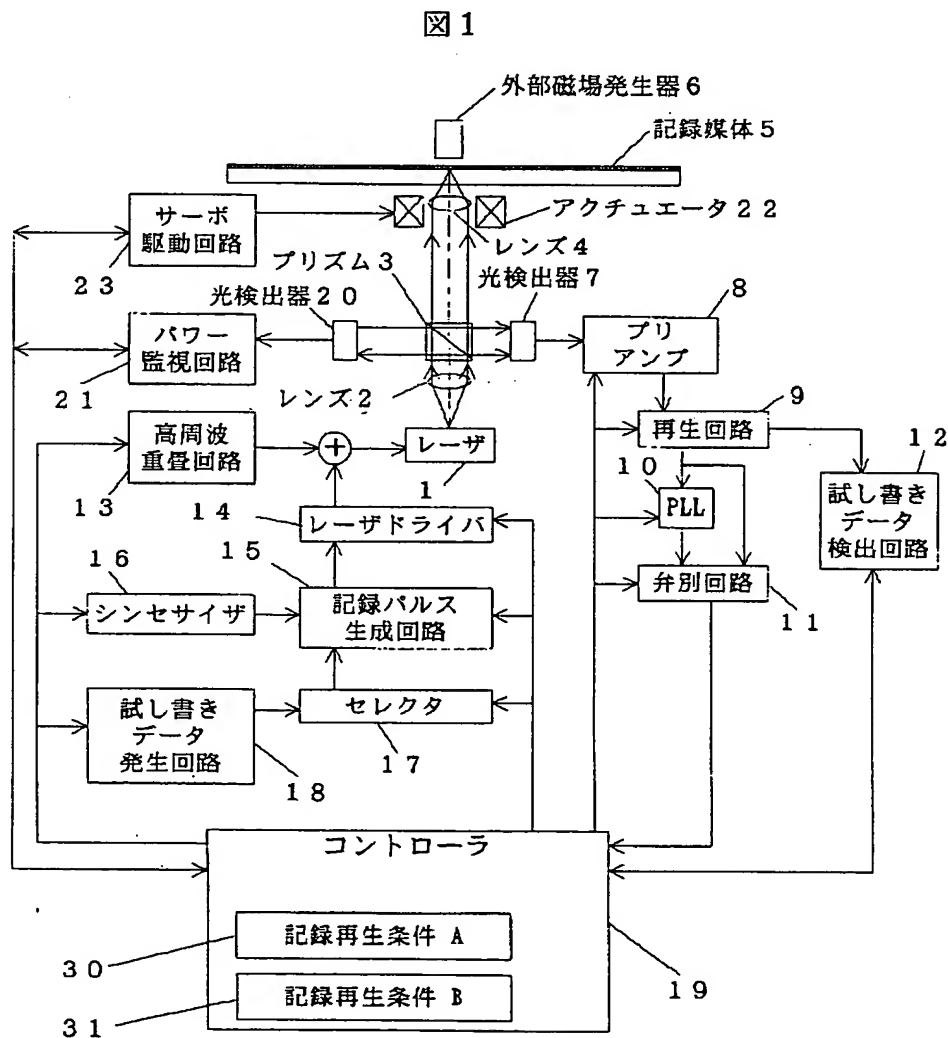 図1
外部磁場発生器6
記録媒体5
サーボ
駆動回路
アクチュエータ22
レンズ4
プリズム3
光検出器7
23
光検出器20
8
パワー
監視回路
プリ
アンプ
21
レンズ2
9
高周波
重畳回路
レーザ
再生回路
12
10
13
1
試し書き
データ
検出回路
14
PLL
レーザドライバ
16
15
弁別回路
シンセサイザ
記録パルス
生成回路
11
試し書き
データ
発生回路
セレクタ
18
17
コントローラ
記録再生条件 A
30
19
記録再生条件 B
31